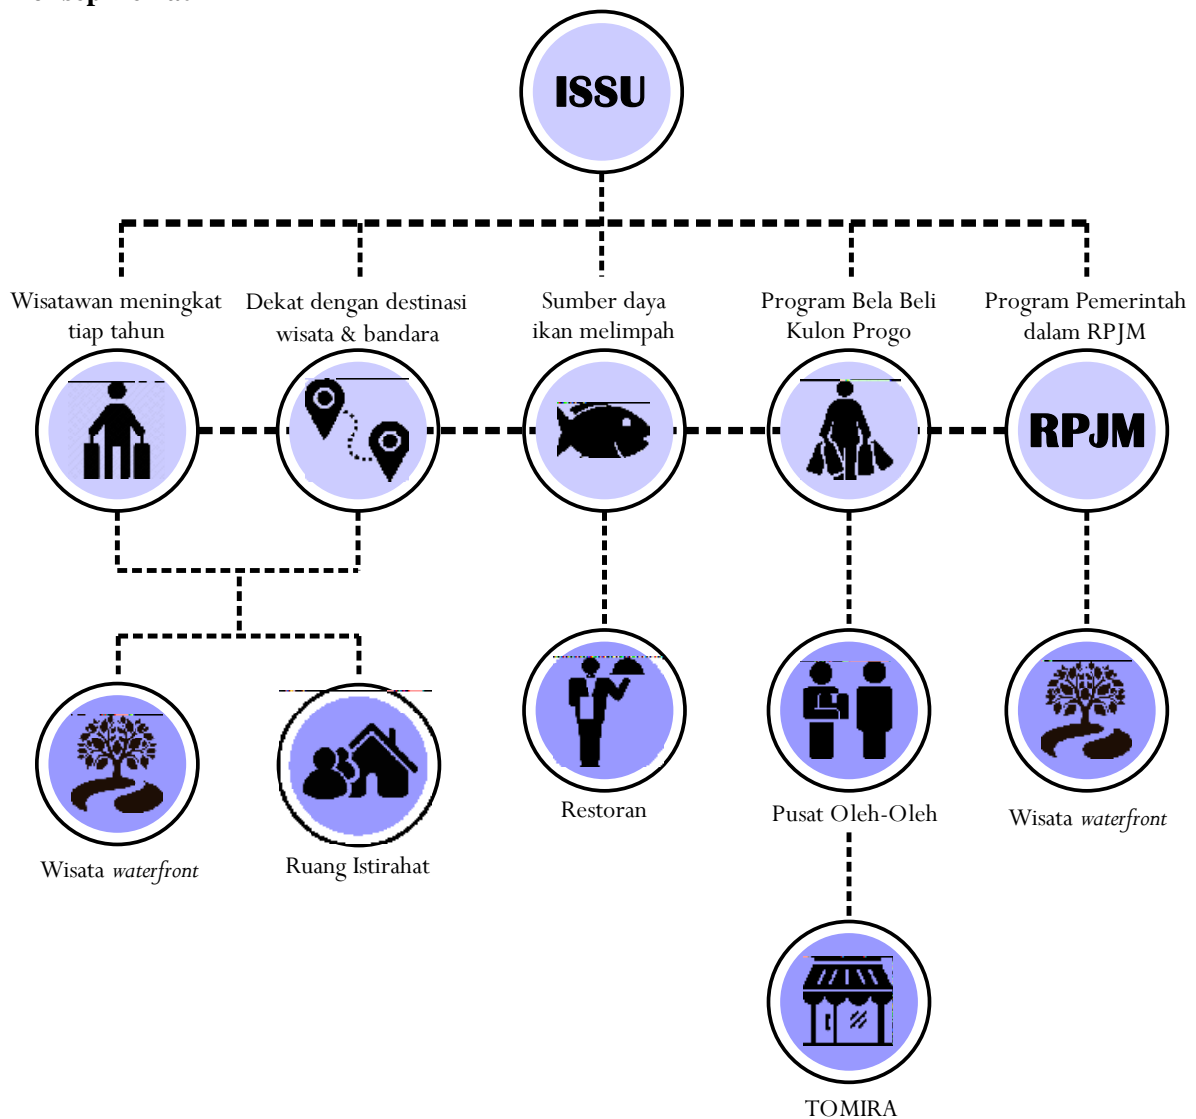 ISSU
Wisatawan meningkat
tiap tahun
Dekat dengan destinasi
wisata & bandara
Sumber daya
ikan melimpah
Program Bela Beli
Kulon Progo
Program Pemerintah
dalam RPJM
RPJM
Wisata waterfront
Ruang Istirahat
Restoran
Pusat Oleh-Oleh
Wisata waterfront
TOMIRA